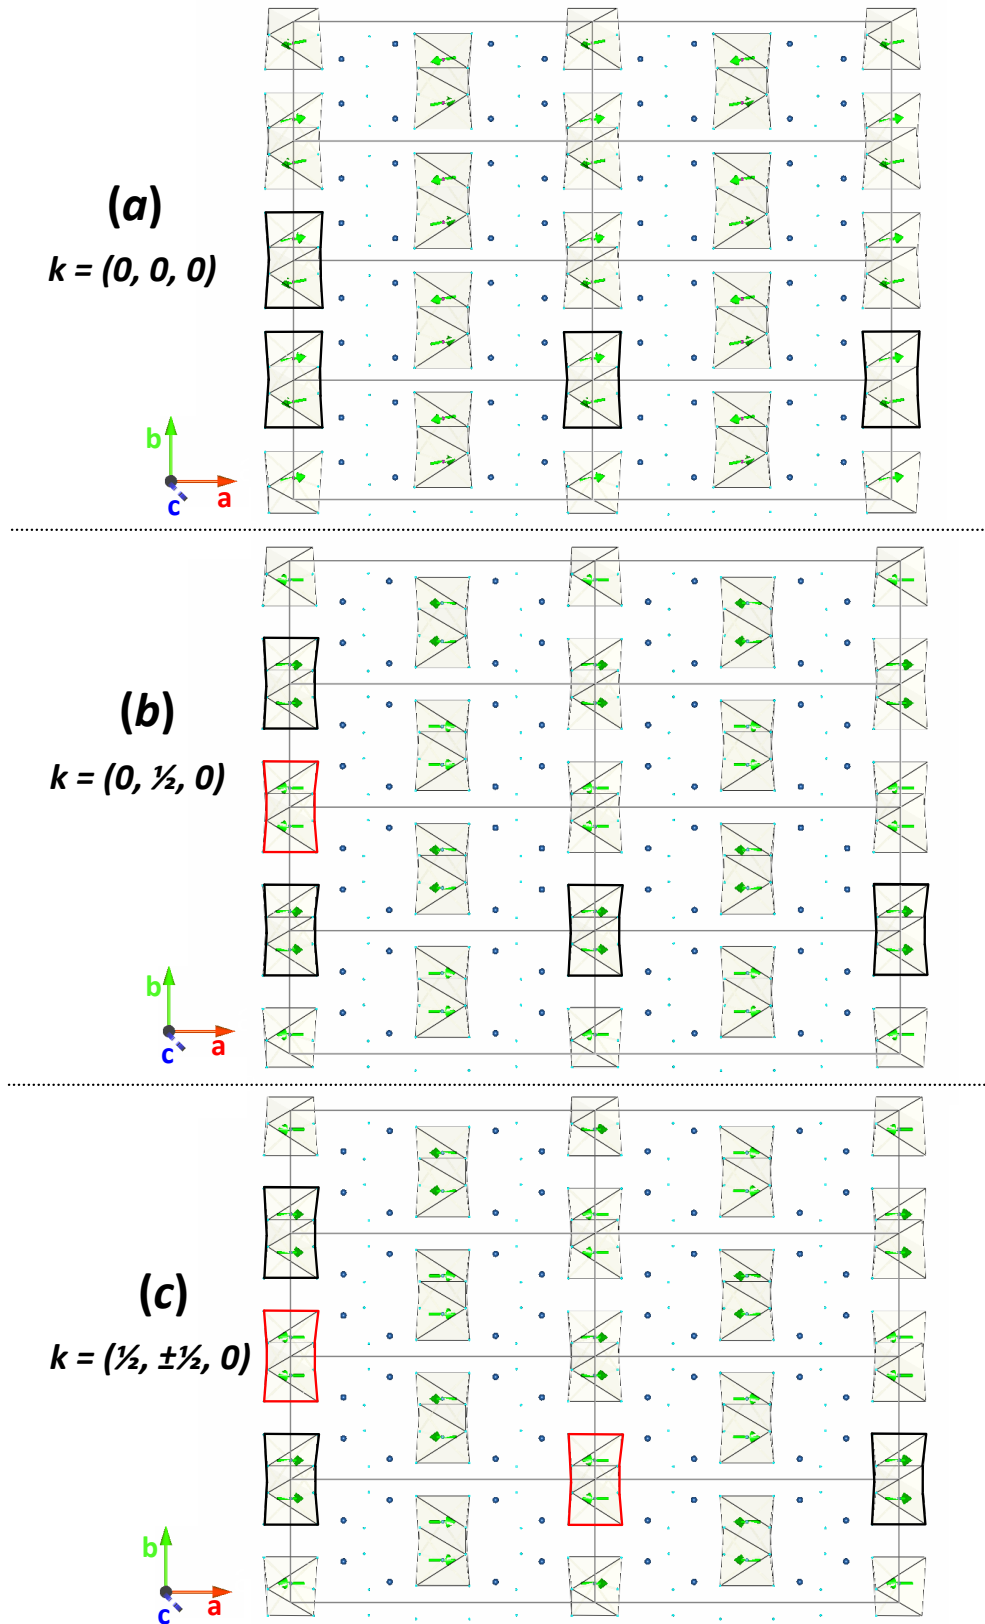 (a)
k = (0, 0, 0)
b
a
c
(b)
k = (0, ½, 0)
b
a
c
(c)
k = (½, ±½, 0)
b
a
c